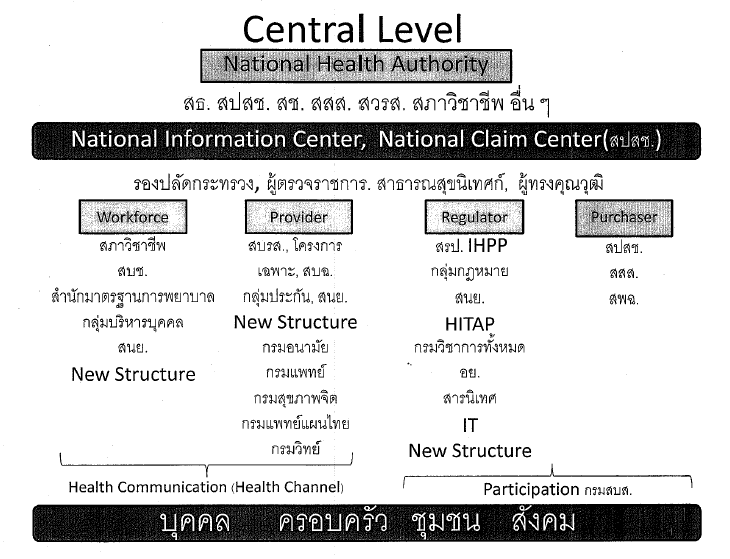 Central Level
National Health Authority
สธ. สปสช. สช. สสส. สวรส. สภาวิชาชีพ อื่น ๆ
National Information Center, National Claim Center(สปสช.)
รองปลัดกระทรวง, ผู้ตรวจราชการ. สาธารณสุขนิเทศก์, ผู้ทรงคุณวุฒิ
Workforce
สภาวิชาชีพ
สบช.
สำนักมาตรฐานการพยาบาล
กลุ่มบริหารบุคคล
สนย.
New Structure
Provider
สบรส., โครงการ
เฉพาะ, สบฉ.
กลุ่มประกัน, สนย.
New Structure
กรมอนามัย
กรมแพทย์
กรมสุขภาพจิต
กรมแพทย์แผนไทย
กรมวิทย์
Regulator
สรป. IHPP
กลุ่มกฎหมาย
สนย.
HITAP
กรมวิชาการทั้งหมด
อย.
สารนิเทศ
IT
New Structure
Purchaser
สปสช.
สสส.
สพฉ.
Health Communication (Health Channel)
Participation กรมสบส.
บุคคล ครอบครัว ชุมชน สังคม